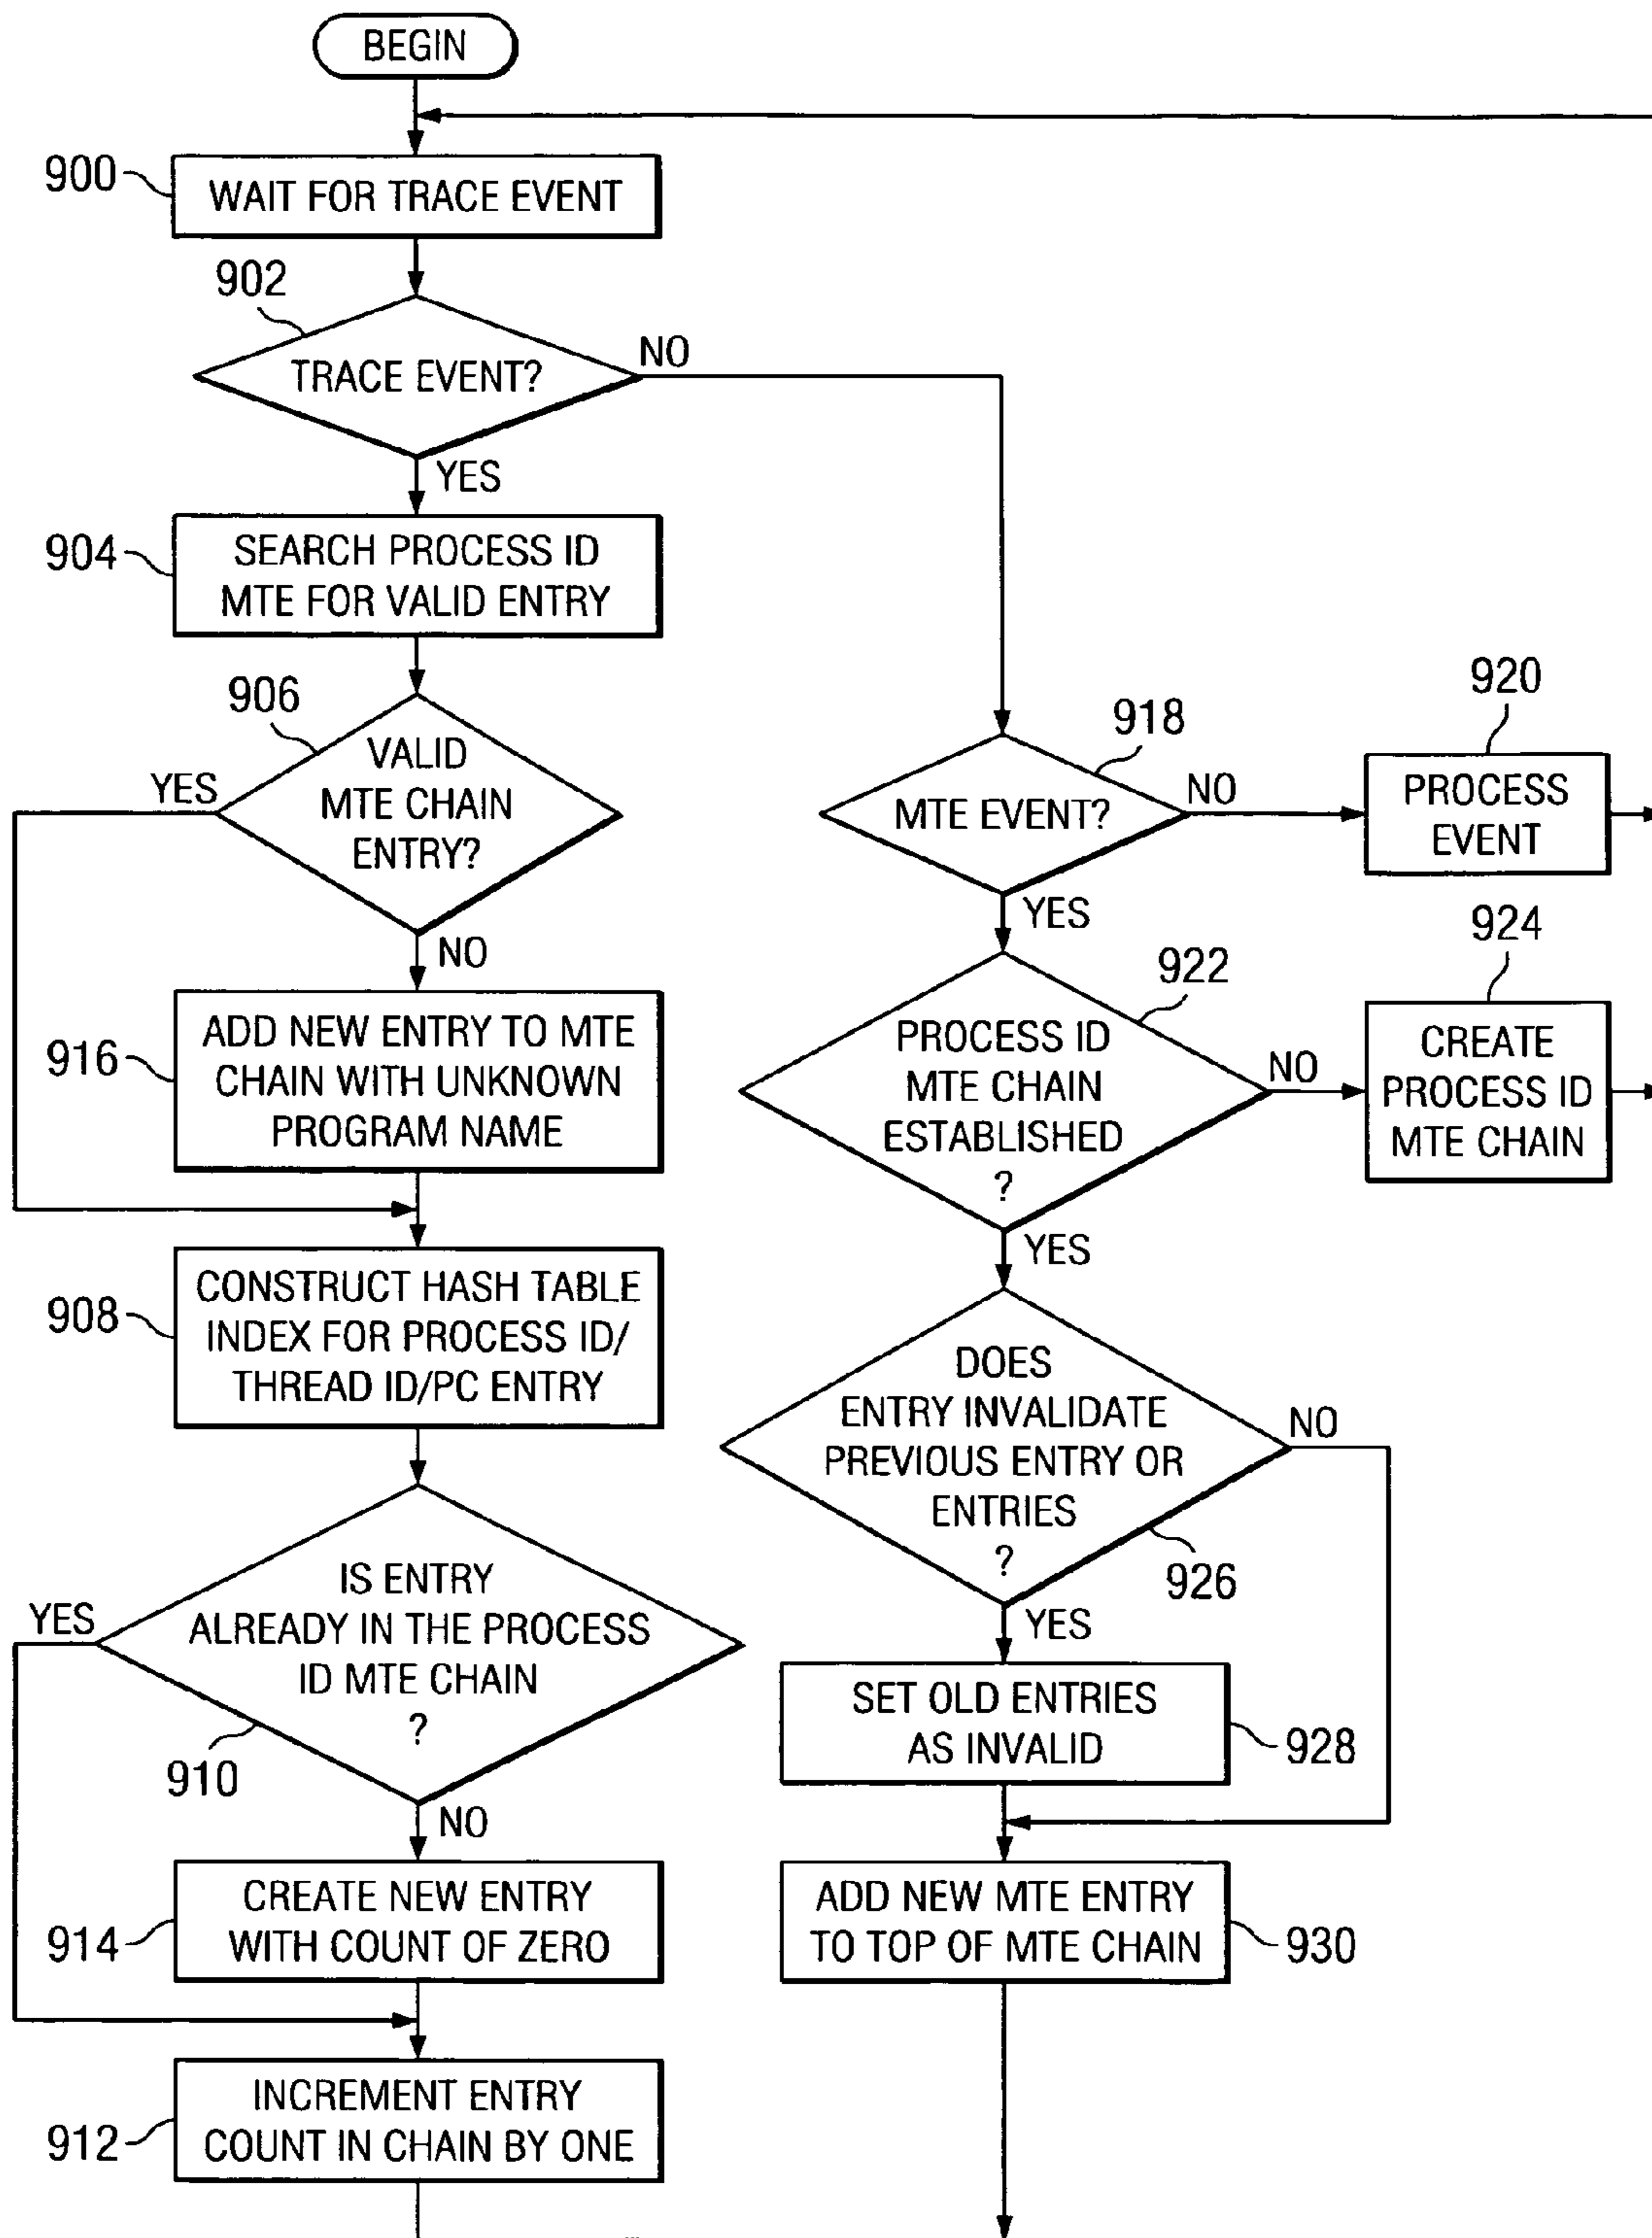 BEGIN
900
WAIT FOR TRACE EVENT
902
TRACE EVENT?
NO
YES
904
SEARCH PROCESS ID
MTE FOR VALID ENTRY
906
VALID
MTE CHAIN
ENTRY?
YES
NO
916
ADD NEW ENTRY TO MTE
CHAIN WITH UNKNOWN
PROGRAM NAME
908
CONSTRUCT HASH TABLE
INDEX FOR PROCESS ID/
THREAD ID/PC ENTRY
IS ENTRY
ALREADY IN THE PROCESS
ID MTE CHAIN
?
YES
910
NO
914
CREATE NEW ENTRY
WITH COUNT OF ZERO
912
INCREMENT ENTRY
COUNT IN CHAIN BY ONE
918
MTE EVENT?
NO
YES
920
PROCESS
EVENT
922
PROCESS ID
MTE CHAIN
ESTABLISHED
?
NO
YES
924
CREATE
PROCESS ID
MTE CHAIN
DOES
ENTRY INVALIDATE
PREVIOUS ENTRY OR
ENTRIES
?
NO
926
YES
SET OLD ENTRIES
AS INVALID
928
ADD NEW MTE ENTRY
TO TOP OF MTE CHAIN
930